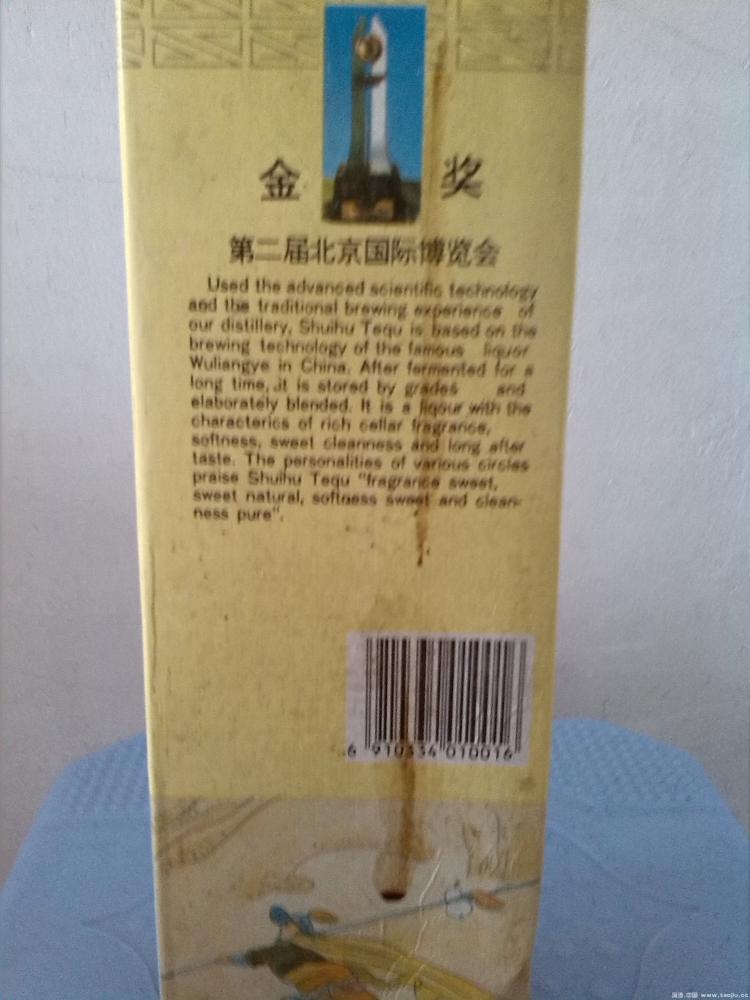 金 奖
第二届北京国际博览会
Used the advanced scientific technology
and the traditional brewing experience of
our distillery, Shuihu Tequ is based on the
brewing technology of the famous liquor
Wuliangye in China. After fermented for a
long time, it is stored by grades and
elaborately blended. It is a liqour with the
characterics of rich cellar fragrance,
softness, sweet cleanness and long after
taste. The personalities of various circles
praise Shuihu Tequ "fragrance sweet,
sweet natural, softness sweet and clean-
ness pure".
6 910334 010016